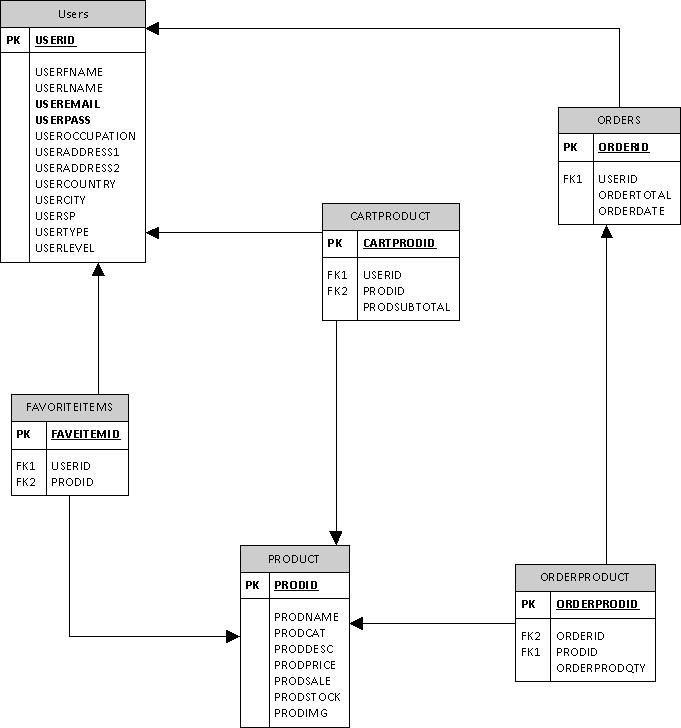 Users
PK USERID
USERFNAME
USERLNAME
USEREMAIL
USERPASS
USEROCCUPATION
USERADDRESS1
USERADDRESS2
USERCOUNTRY
USERCITY
USERSP
USERTYPE
USERLEVEL
ORDERS
PK ORDERID
FK1 USERID
ORDERTOTAL
ORDERDATE
CARTPRODUCT
PK CARTPRODID
FK1 USERID
FK2 PRODID
PRODSUBTOTAL
FAVORITEITEMS
PK FAVEITEMID
FK1 USERID
FK2 PRODID
PRODUCT
PK PRODID
PRODNAME
PRODCAT
PRODDESC
PRODPRICE
PRODSALE
PRODSTOCK
PRODIMG
ORDERPRODUCT
PK ORDERPRODID
FK2 ORDERID
FK1 PRODID
ORDERPRODQTY